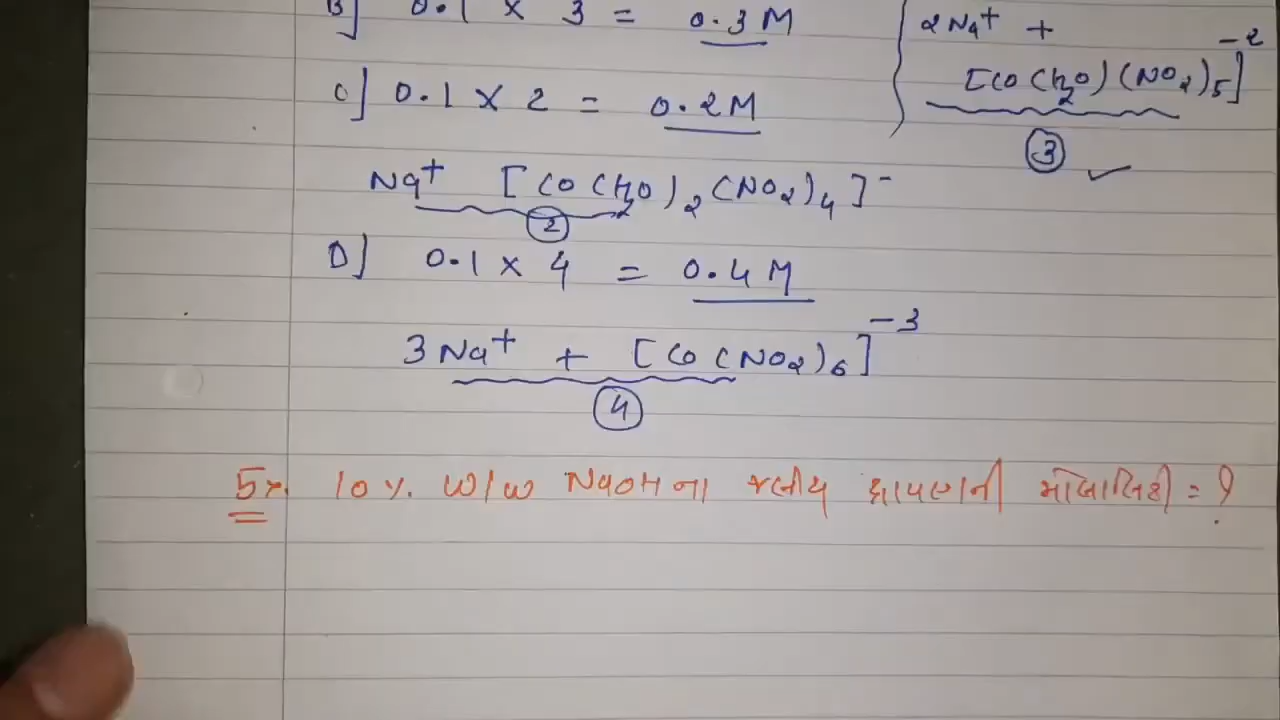 B] 0.1 × 3 = 0.3 M
2Na⁺ +
[Co(H₂O)(NO₂)₅]⁻²
③ ✓
C] 0.1 × 2 = 0.2 M
Na⁺ [Co(H₂O)₂(NO₂)₄]⁻
②
D] 0.1 × 4 = 0.4 M
3Na⁺ + [Co(NO₂)₆]⁻³
④
5× 10 %. W/W NaOH ના જલીય દ્રાવણની મોલાલિટી = ?